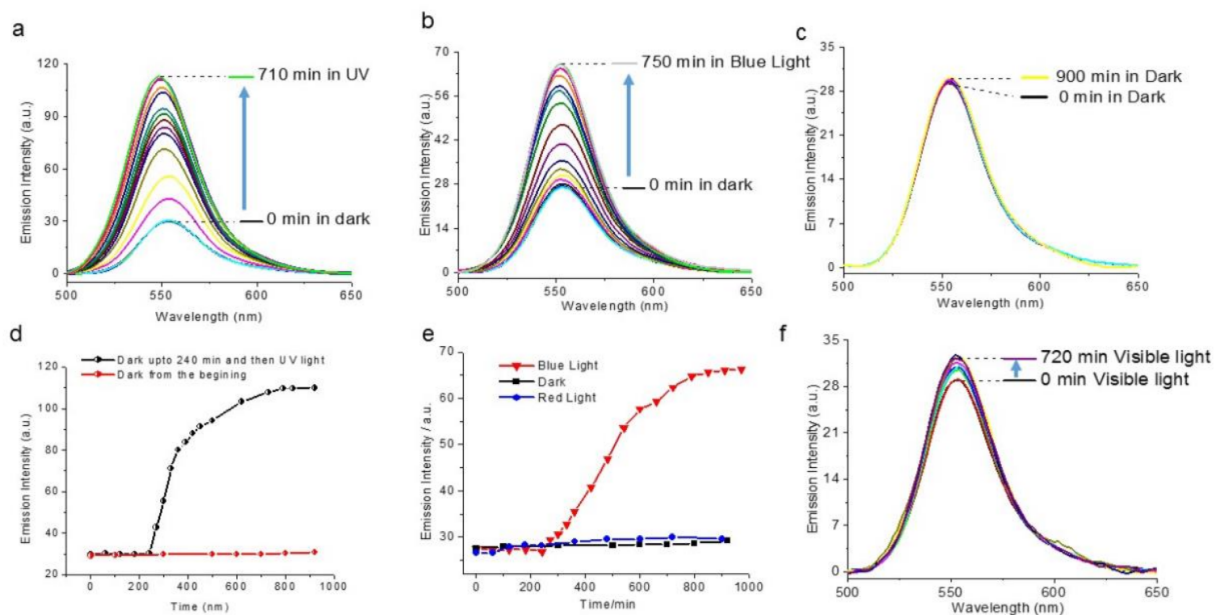 a
Emission Intensity (a.u.)
120
90
60
30
0
500
550
600
650
Wavelength (nm)
710 min in UV
0 min in dark
b
Emission Intensity (a.u.)
70
56
42
28
14
0
500
550
600
650
Wavelength (nm)
750 min in Blue Light
0 min in dark
c
Emission Intensity (a.u.)
35
28
21
14
7
0
500
550
600
650
Wavelength (nm)
900 min in Dark
0 min in Dark
d
Emission Intensity (a.u.)
120
100
80
60
40
20
0
200
400
600
800
1000
Time (nm)
Dark upto 240 min and then UV light
Dark from the begining
e
Emission Intensity / a.u.
70
60
50
40
30
0
200
400
600
800
1000
Time/min
Blue Light
Dark
Red Light
f
Emission Intensity (a.u.)
35
28
21
14
7
0
500
550
600
650
Wavelength (nm)
720 min Visible light
0 min Visible light